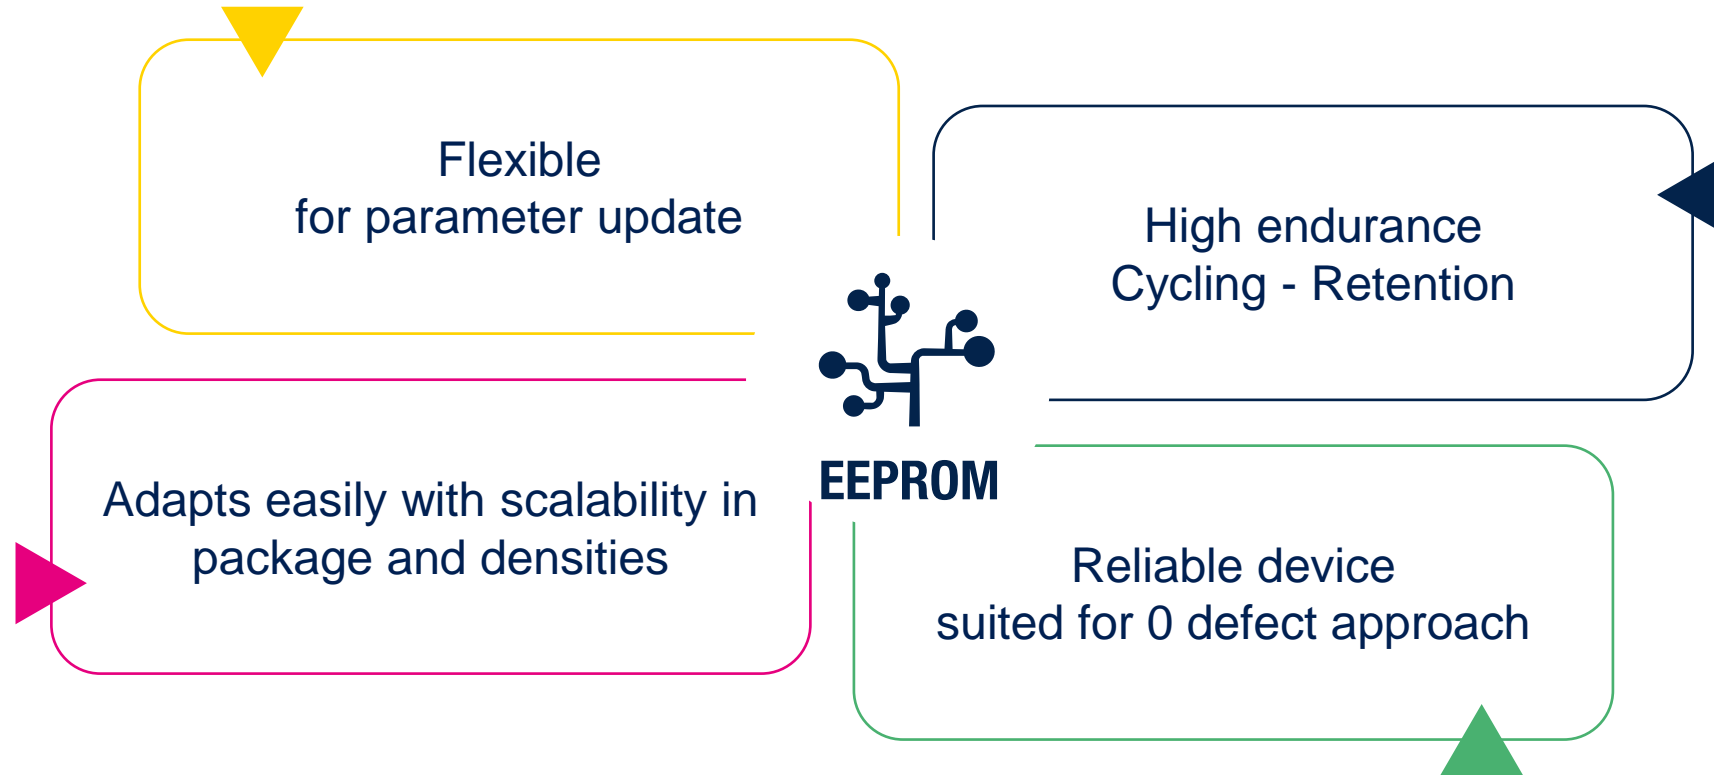 Flexible
for parameter update
High endurance
Cycling - Retention
EEPROM
Adapts easily with scalability in
package and densities
Reliable device
suited for 0 defect approach